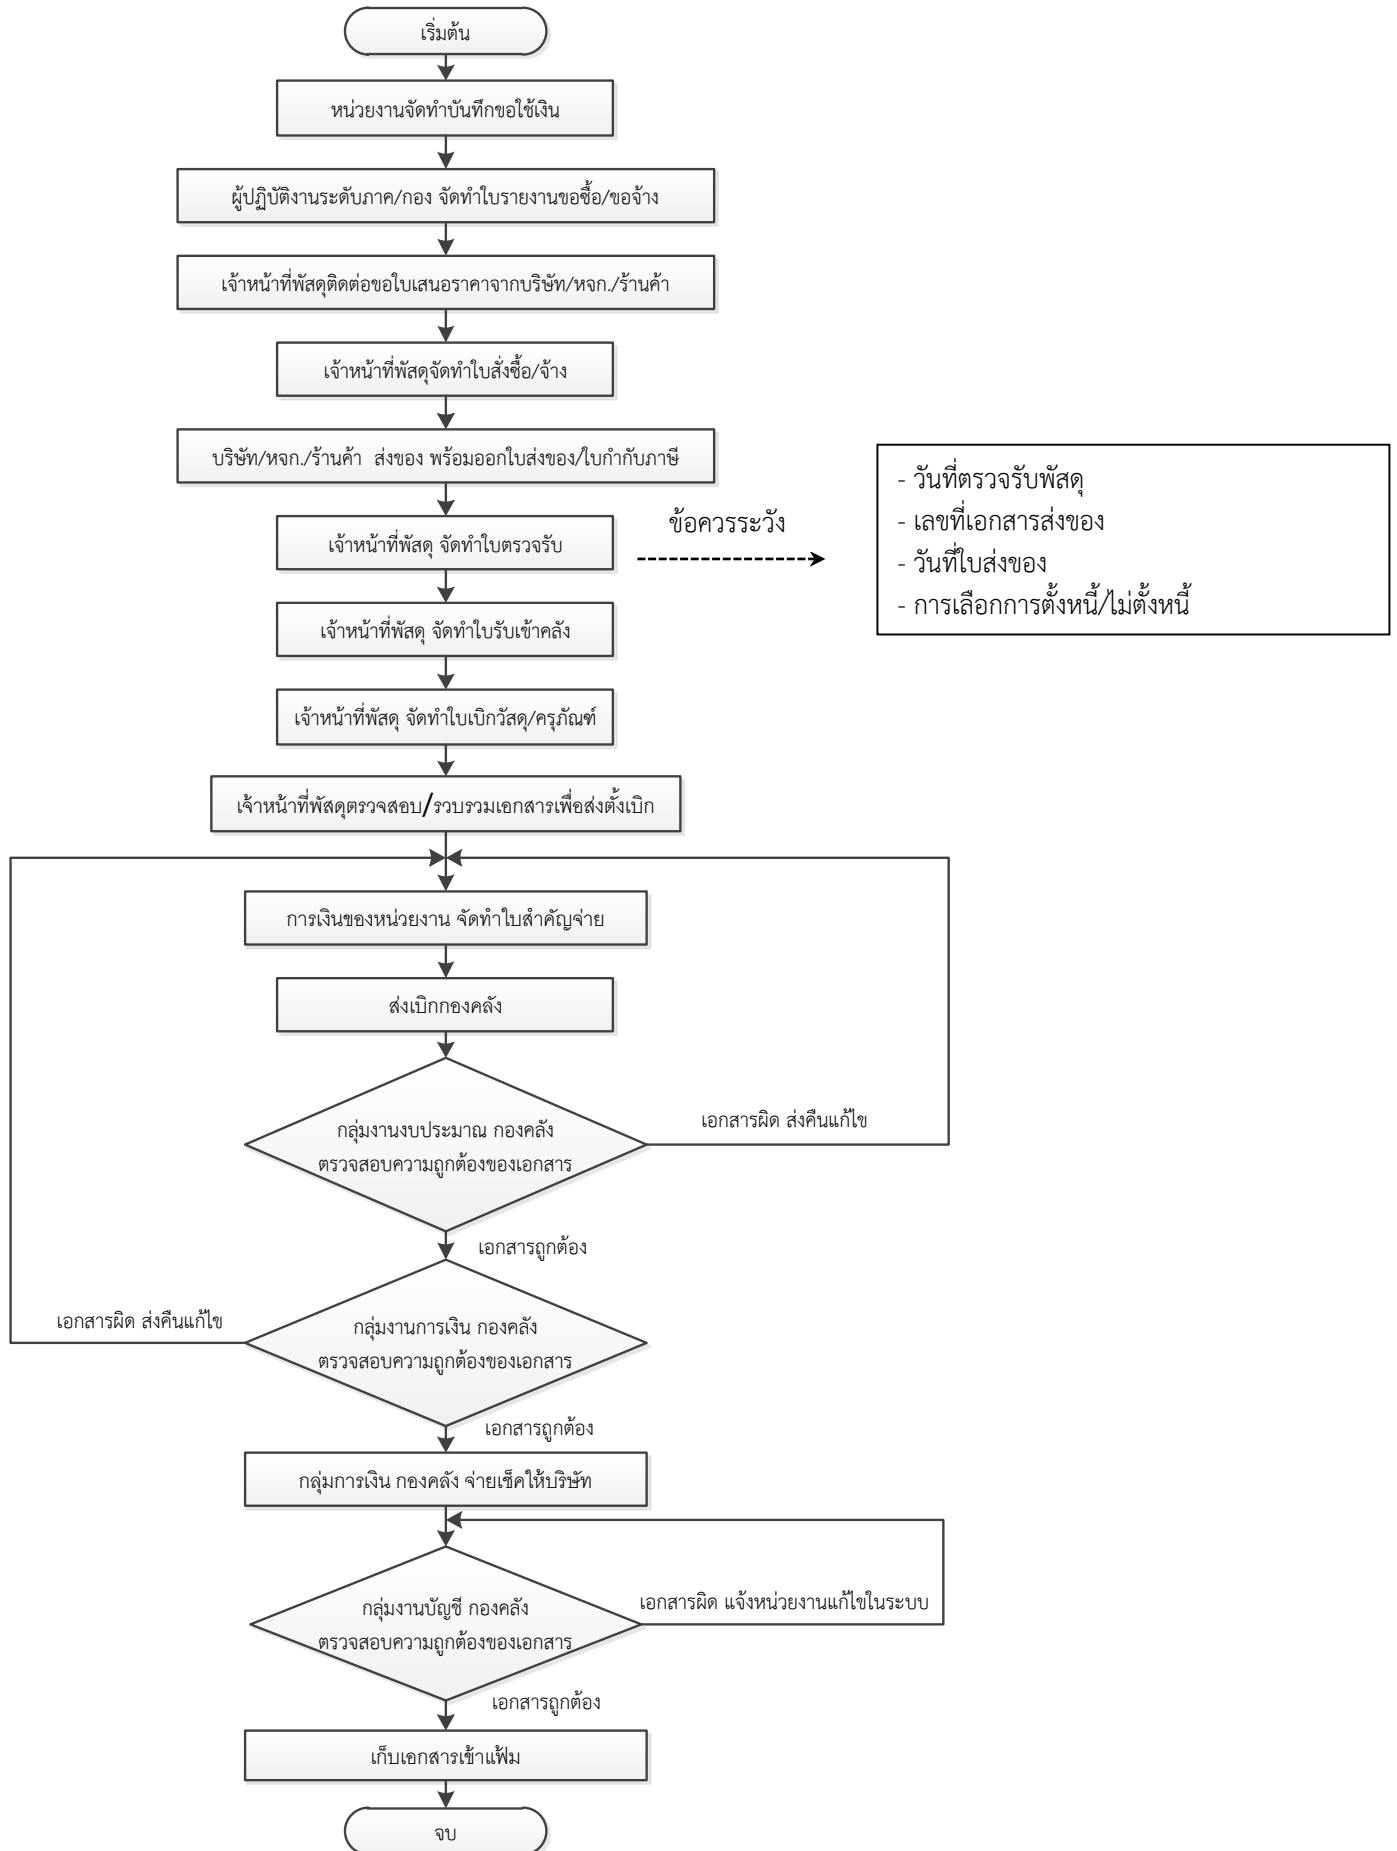 เริ่มต้น
หน่วยงานจัดทำบันทึกขอใช้เงิน
ผู้ปฏิบัติงานระดับภาค/กอง จัดทำใบรายงานขอซื้อ/ขอจ้าง
เจ้าหน้าที่พัสดุติดต่อขอใบเสนอราคาจากบริษัท/หจก./ร้านค้า
เจ้าหน้าที่พัสดุจัดทำใบสั่งซื้อ/จ้าง
บริษัท/หจก./ร้านค้า ส่งของ พร้อมออกใบส่งของ/ใบกำกับภาษี
เจ้าหน้าที่พัสดุ จัดทำใบตรวจรับ
ข้อควรระวัง
- วันที่ตรวจรับพัสดุ
- เลขที่เอกสารส่งของ
- วันที่ใบส่งของ
- การเลือกการตั้งหนี้/ไม่ตั้งหนี้
เจ้าหน้าที่พัสดุ จัดทำใบรับเข้าคลัง
เจ้าหน้าที่พัสดุ จัดทำใบเบิกวัสดุ/ครุภัณฑ์
เจ้าหน้าที่พัสดุตรวจสอบ/รวบรวมเอกสารเพื่อส่งตั้งเบิก
การเงินของหน่วยงาน จัดทำใบสำคัญจ่าย
ส่งเบิกกองคลัง
กลุ่มงานงบประมาณ กองคลัง
ตรวจสอบความถูกต้องของเอกสาร
เอกสารผิด ส่งคืนแก้ไข
เอกสารถูกต้อง
กลุ่มงานการเงิน กองคลัง
ตรวจสอบความถูกต้องของเอกสาร
เอกสารผิด ส่งคืนแก้ไข
เอกสารถูกต้อง
กลุ่มการเงิน กองคลัง จ่ายเช็คให้บริษัท
กลุ่มงานบัญชี กองคลัง
ตรวจสอบความถูกต้องของเอกสาร
เอกสารผิด แจ้งหน่วยงานแก้ไขในระบบ
เอกสารถูกต้อง
เก็บเอกสารเข้าแฟ้ม
จบ